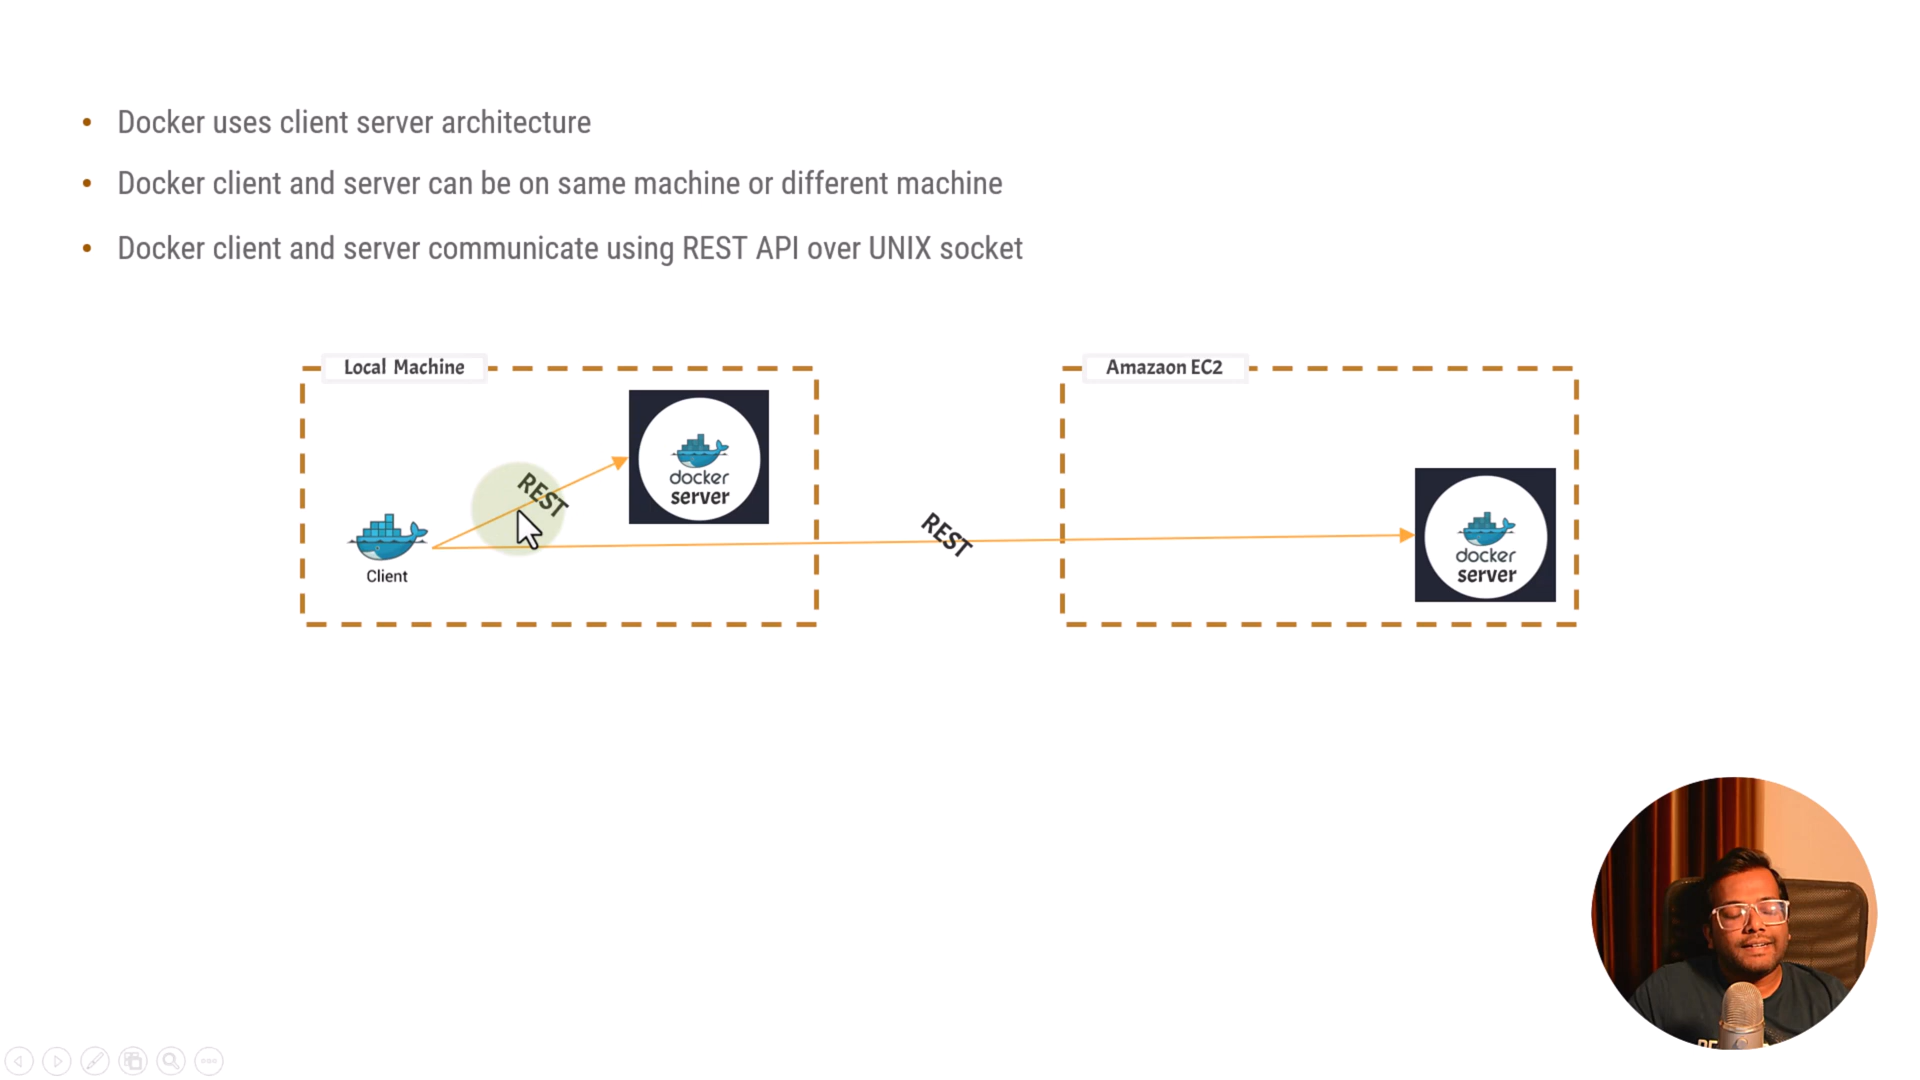 • Docker uses client server architecture
• Docker client and server can be on same machine or different machine
• Docker client and server communicate using REST API over UNIX socket
Local Machine
Amazaon EC2
docker
server
REST
REST
Client
docker
server